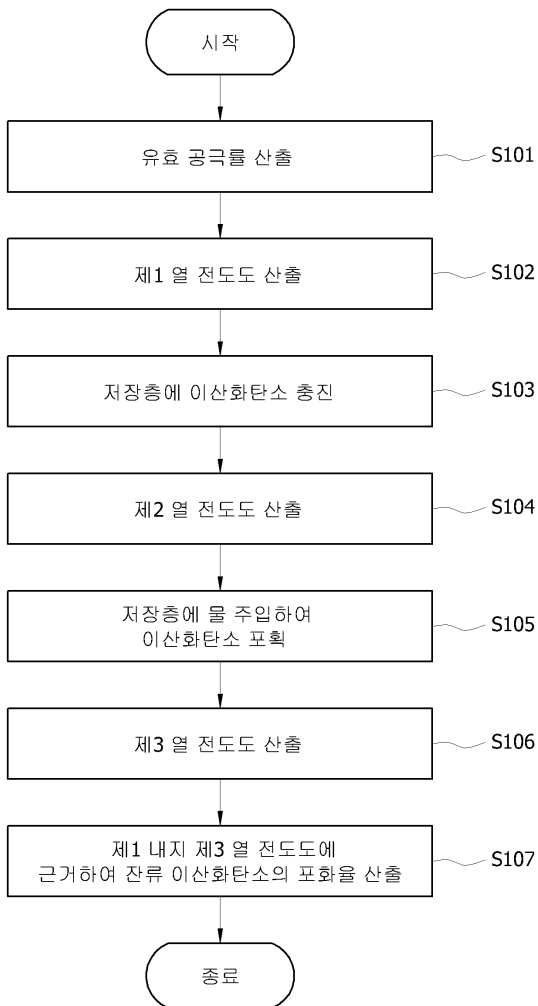 시작
유효 공극률 산출
S101
제1 열 전도도 산출
S102
저장층에 이산화탄소 충진
S103
제2 열 전도도 산출
S104
저장층에 물 주입하여
이산화탄소 포획
S105
제3 열 전도도 산출
S106
제1 내지 제3 열 전도도에
근거하여 잔류 이산화탄소의 포화율 산출
S107
종료